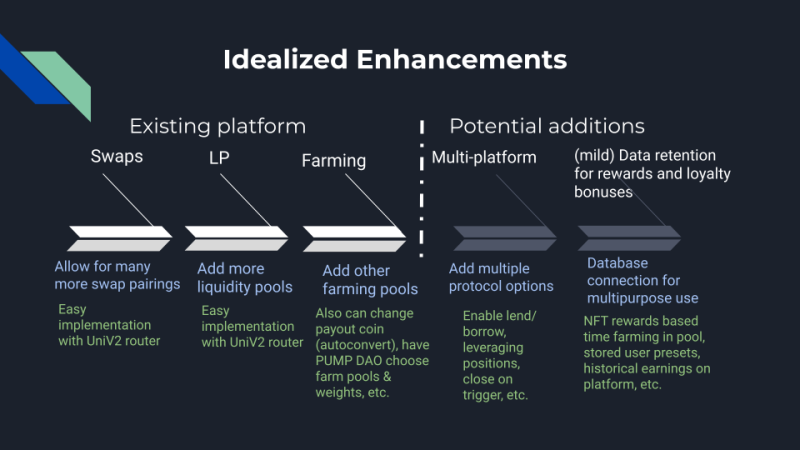 Idealized Enhancements
Existing platform
Potential additions
Swaps
LP
Farming
Multi-platform
(mild) Data retention
for rewards and loyalty
bonuses
Allow for many
more swap pairings
Easy
implementation
with UniV2 router
Add more
liquidity pools
Easy
implementation
with UniV2 router
Add other
farming pools
Also can change
payout coin
(autoconvert), have
PUMP DAO choose
farm pools &
weights, etc.
Add multiple
protocol options
Enable lend/
borrow,
leveraging
positions,
close on
trigger, etc.
Database
connection for
multipurpose use
NFT rewards based
time farming in pool,
stored user presets,
historical earnings on
platform, etc.